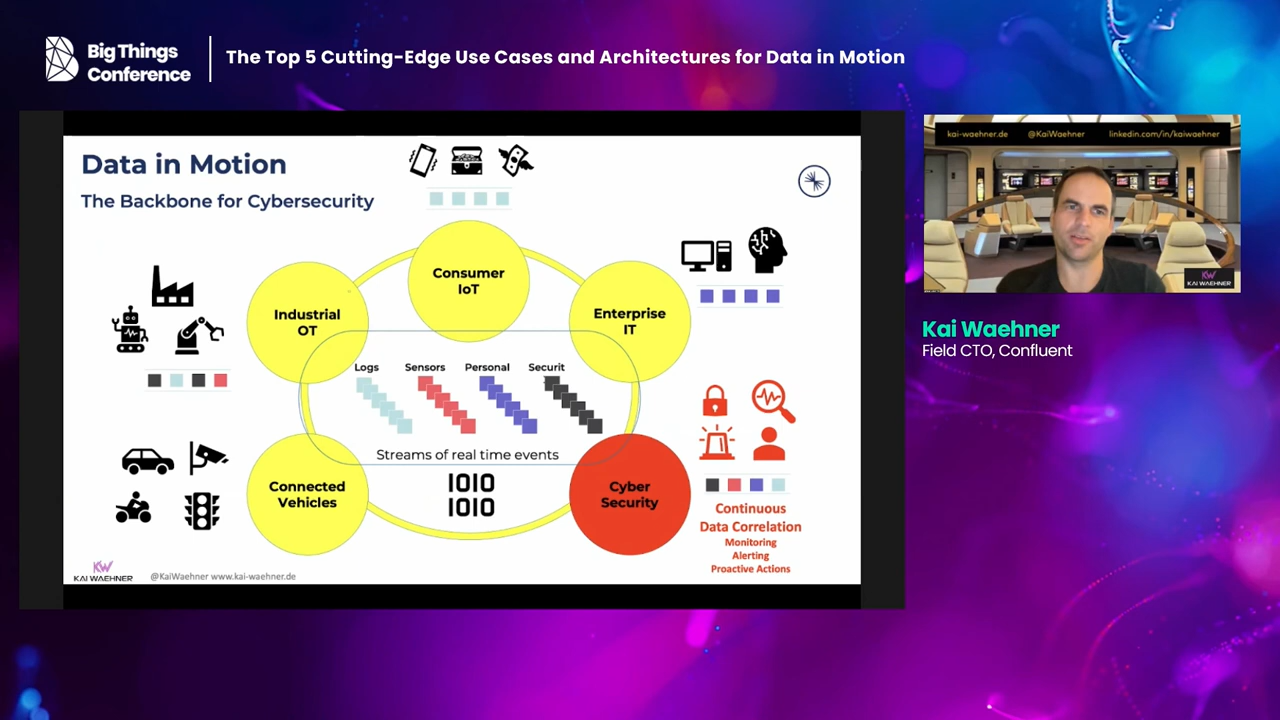 Big Things
Conference
The Top 5 Cutting-Edge Use Cases and Architectures for Data in Motion
Data in Motion
The Backbone for Cybersecurity
Consumer
IoT
Industrial
OT
Enterprise
IT
Logs Sensors Personal Securit
Streams of real time events
1010
1010
Connected
Vehicles
Cyber
Security
Continuous
Data Correlation
Monitoring
Alerting
Proactive Actions
KW
KAI WAEHNER
@KaiWaehner www.kai-waehner.de
kai-waehner.de @KaiWaehner linkedin.com/in/kaiwaehner
KW
KAI WAEHNER
Kai Waehner
Field CTO, Confluent